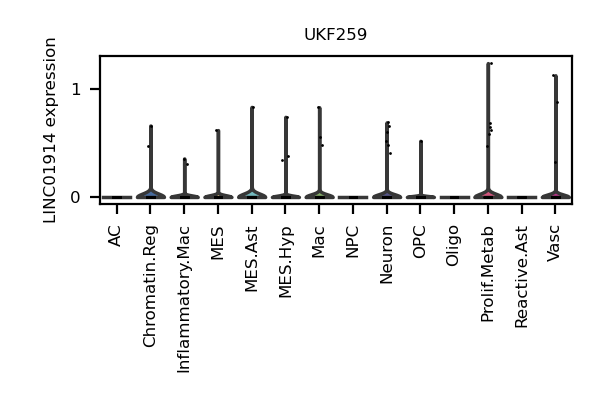 UKF259
LINC01914 expression
1
0
AC
Chromatin.Reg
Inflammatory.Mac
MES
MES.Ast
MES.Hyp
Mac
NPC
Neuron
OPC
Oligo
Prolif.Metab
Reactive.Ast
Vasc